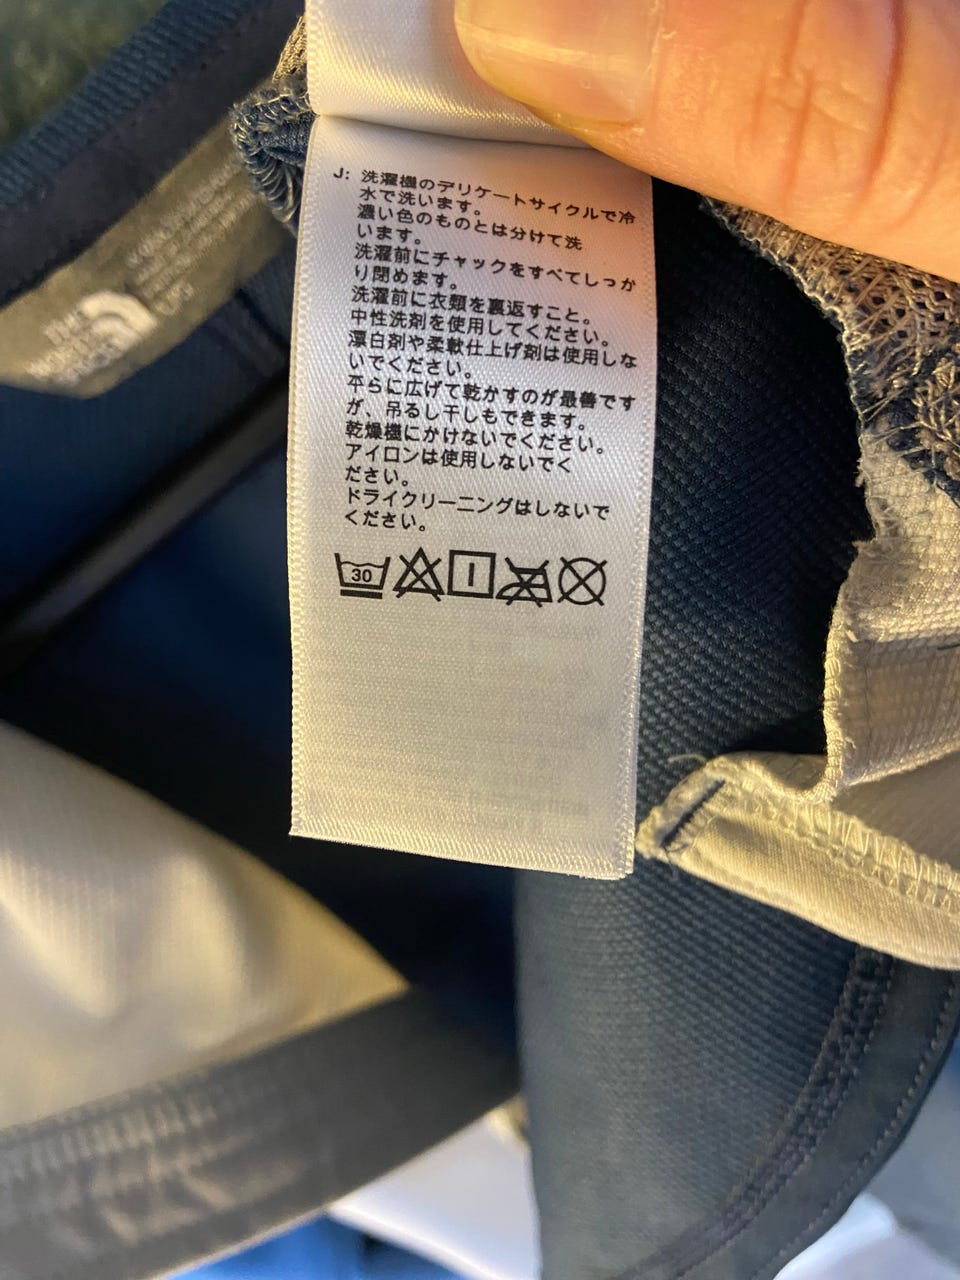 J: 洗濯機のデリケートサイクルで冷
水で洗います。
濃い色のものとは分けて洗
います。
洗濯前にチャックをすべてしっか
り閉めます。
洗濯前に衣類を裏返すこと。
中性洗剤を使用してください。
漂白剤や柔軟仕上げ剤は使用しな
いでください。
平らに広げて乾かすのが最善です
が、吊るし干しもできます。
乾燥機にかけないでください。
アイロンは使用しないでく
ださい。
ドライクリーニングはしないで
ください。
30
THE
NORTH
FACE